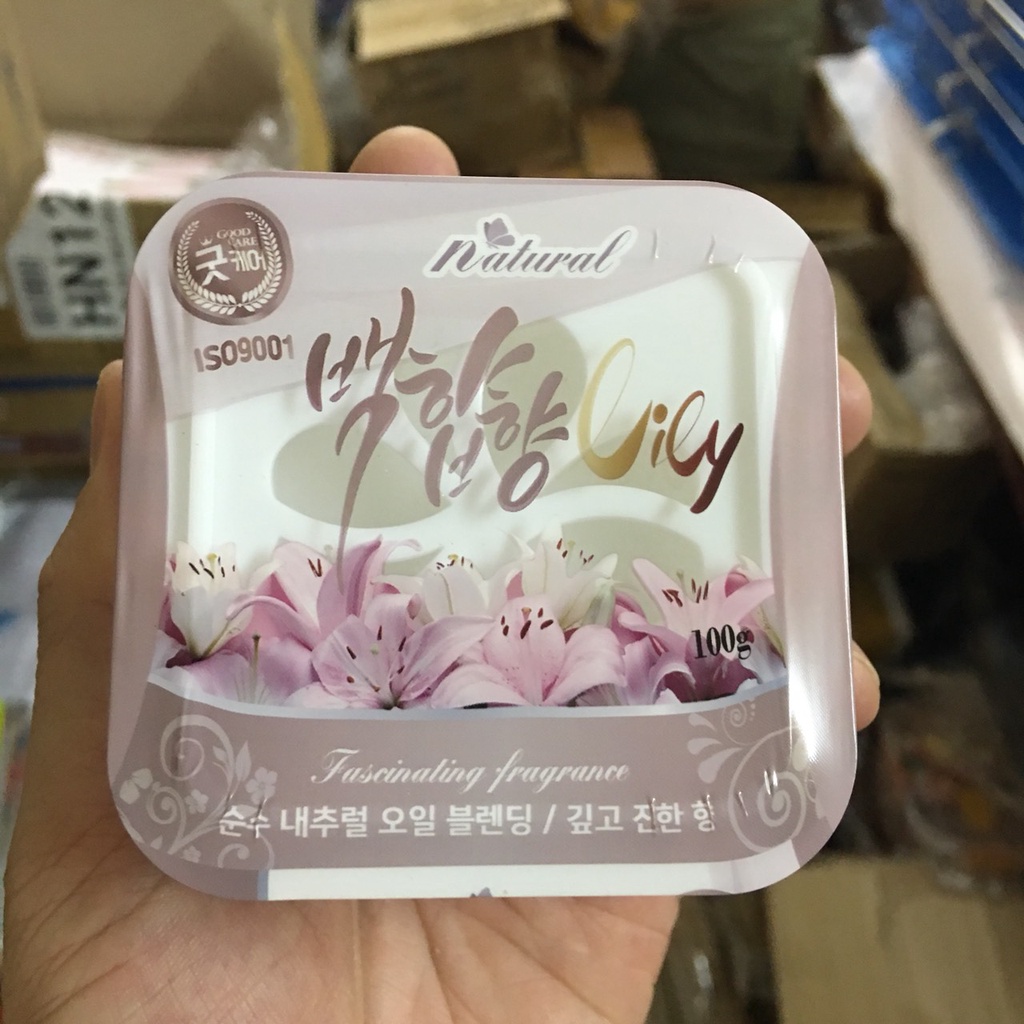 GOOD
CARE
굿케어
natural
ISO9001
백합향 Lily
100g
Fascinating fragrance
순수 내추럴 오일 블렌딩 / 깊고 진한 향
HN12